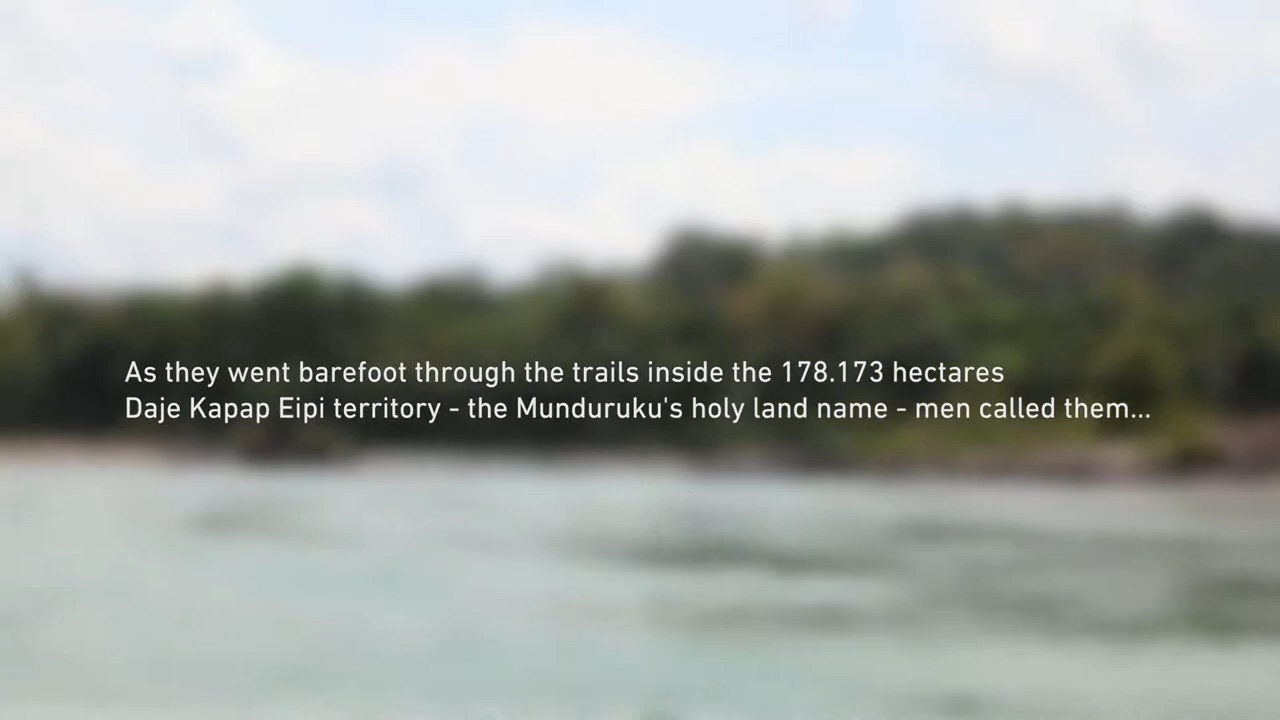 As they went barefoot through the trails inside the 178.173 hectares
Daje Kapap Eipi territory - the Munduruku's holy land name - men called them...